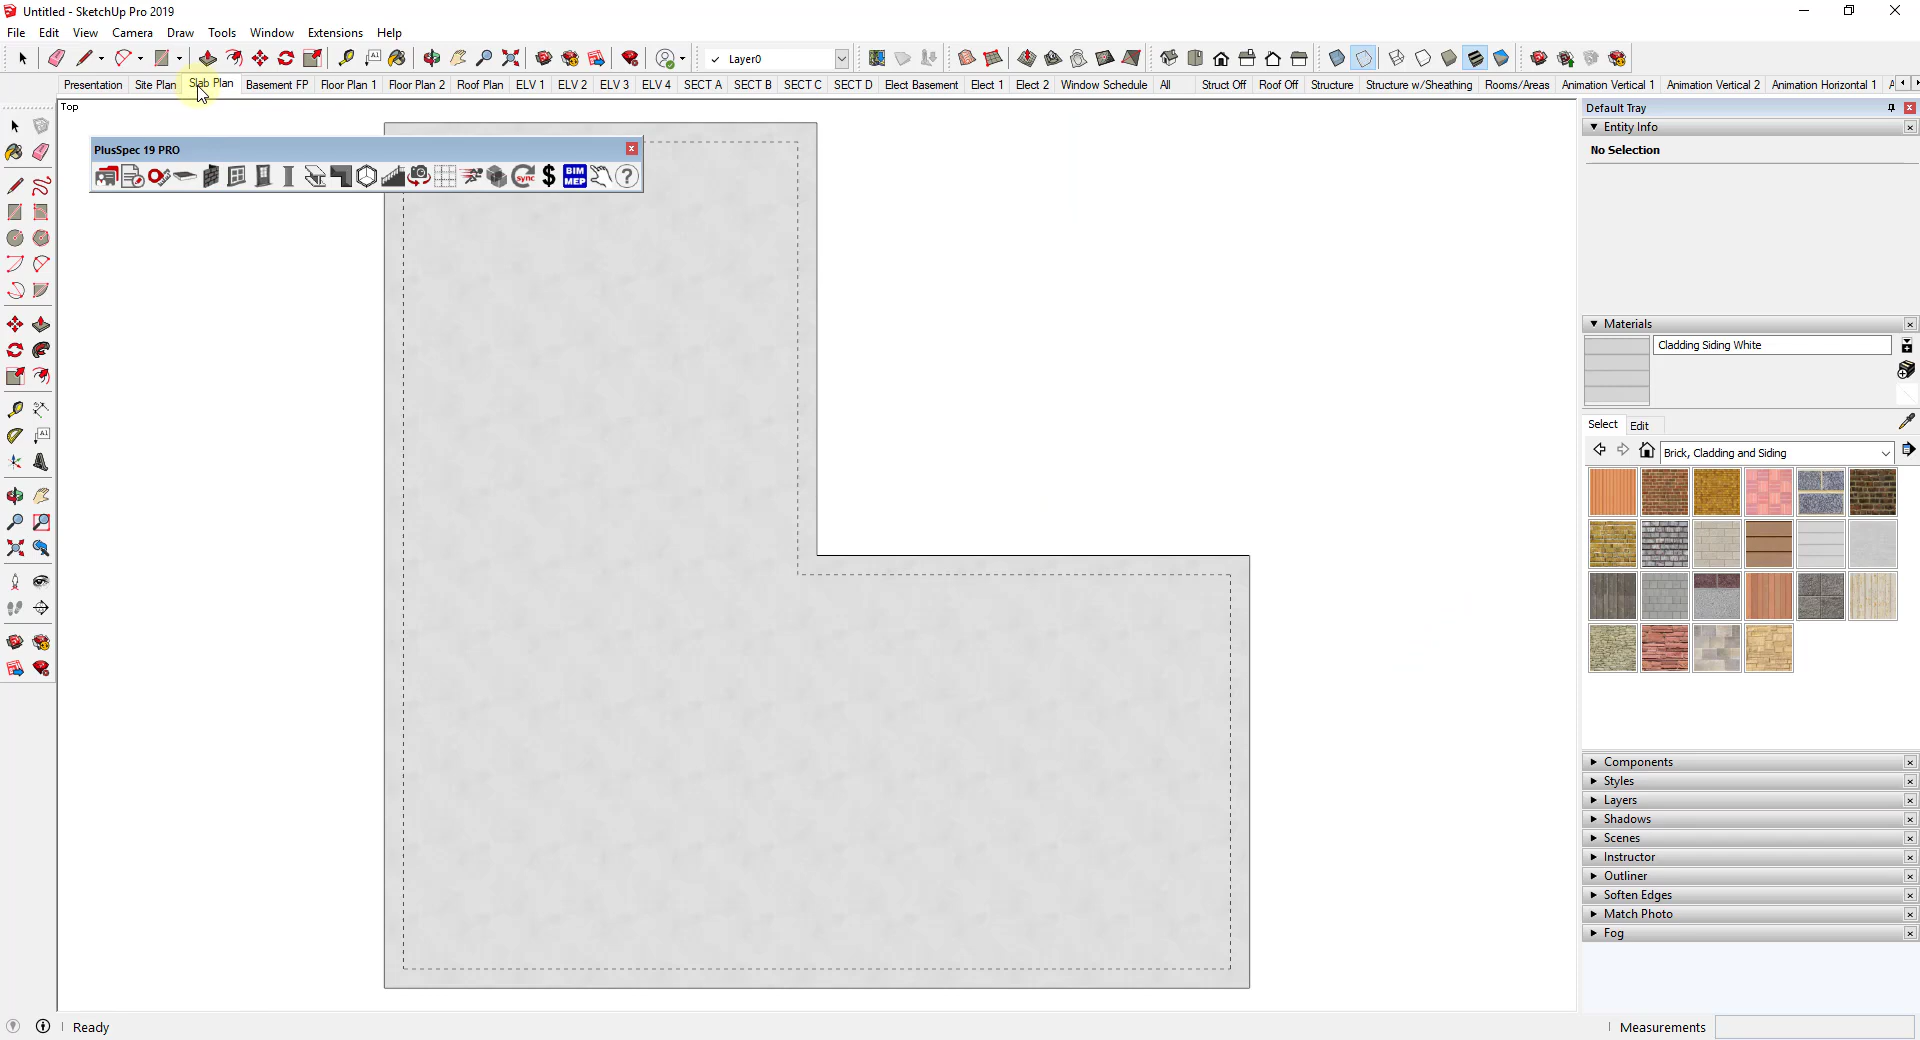 Untitled - SketchUp Pro 2019
File Edit View Camera Draw Tools Window Extensions Help
Layer0
Presentation Site Plan Slab Plan Basement FP Floor Plan 1 Floor Plan 2 Roof Plan ELV 1 ELV 2 ELV 3 ELV 4 SECT A SECT B SECT C SECT D Elect Basement Elect 1 Elect 2 Window Schedule All Struct Off Roof Off Structure Structure w/Sheathing Rooms/Areas Animation Vertical 1 Animation Vertical 2 Animation Horizontal 1
Top
Default Tray
Entity Info
No Selection
PlusSpec 19 PRO
sync $ BIM MEP ?
Materials
Cladding Siding White
Select Edit
Brick, Cladding and Siding
Components
Styles
Layers
Shadows
Scenes
Instructor
Outliner
Soften Edges
Match Photo
Fog
Ready
Measurements